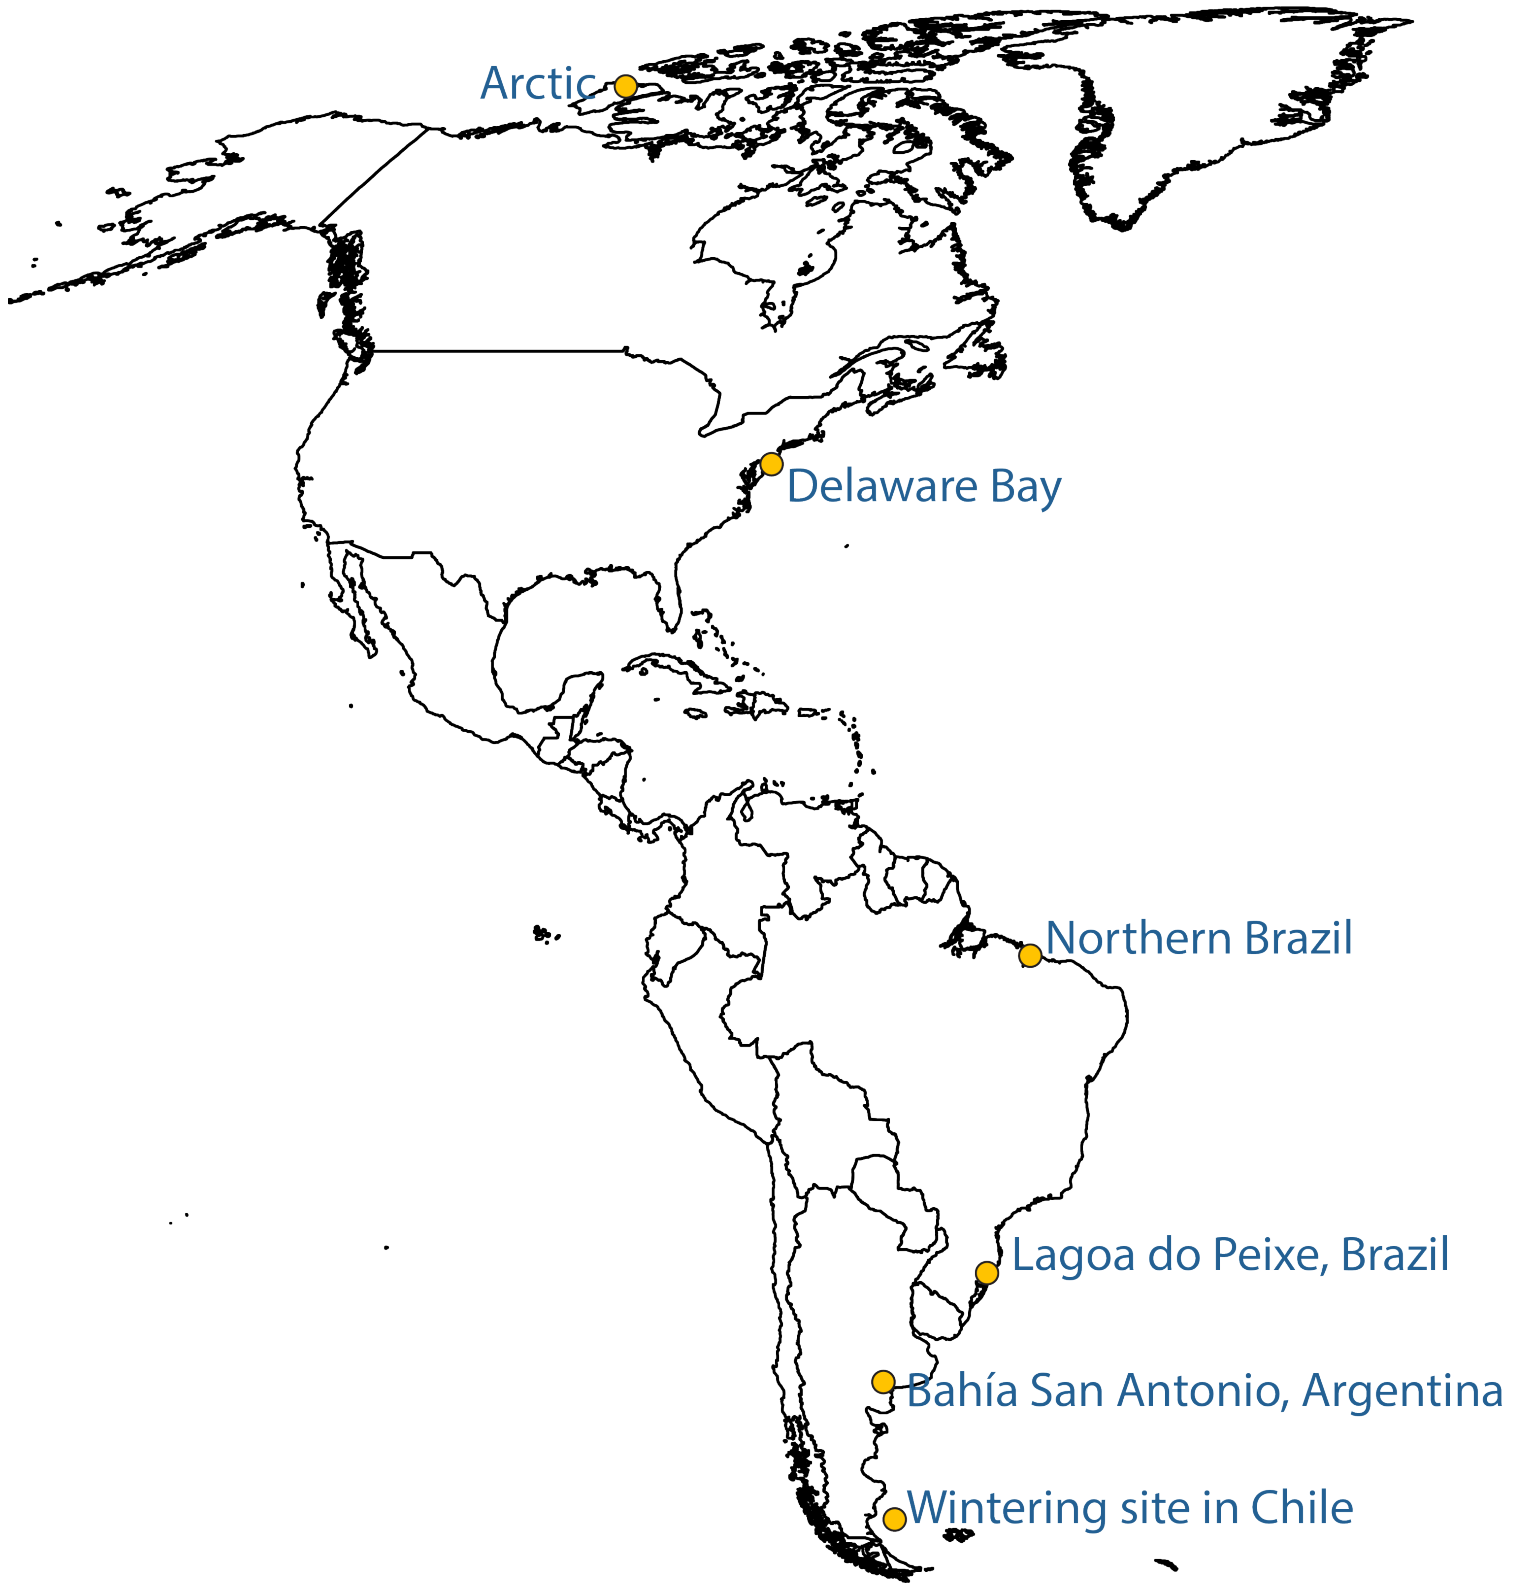 Arctic
Delaware Bay
Northern Brazil
Lagoa do Peixe, Brazil
Bahía San Antonio, Argentina
Wintering site in Chile